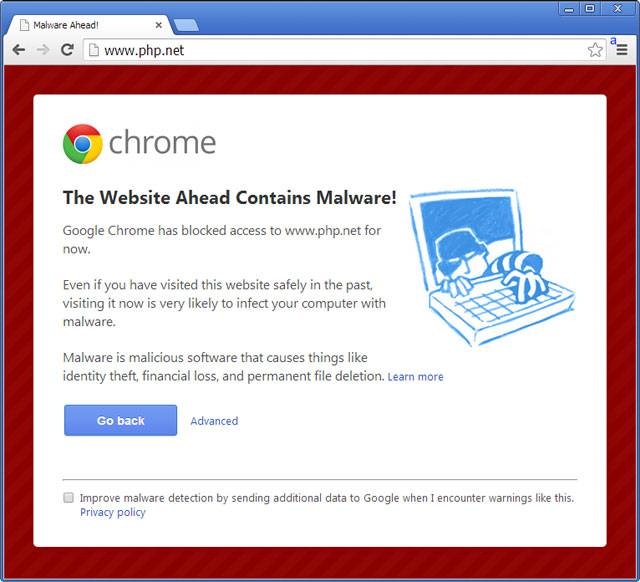 Malware Ahead!
www.php.net
a
chrome
The Website Ahead Contains Malware!
Google Chrome has blocked access to www.php.net for
now.
Even if you have visited this website safely in the past,
visiting it now is very likely to infect your computer with
malware.
Malware is malicious software that causes things like
identity theft, financial loss, and permanent file deletion. Learn more
Go back Advanced
Improve malware detection by sending additional data to Google when I encounter warnings like this.
Privacy policy